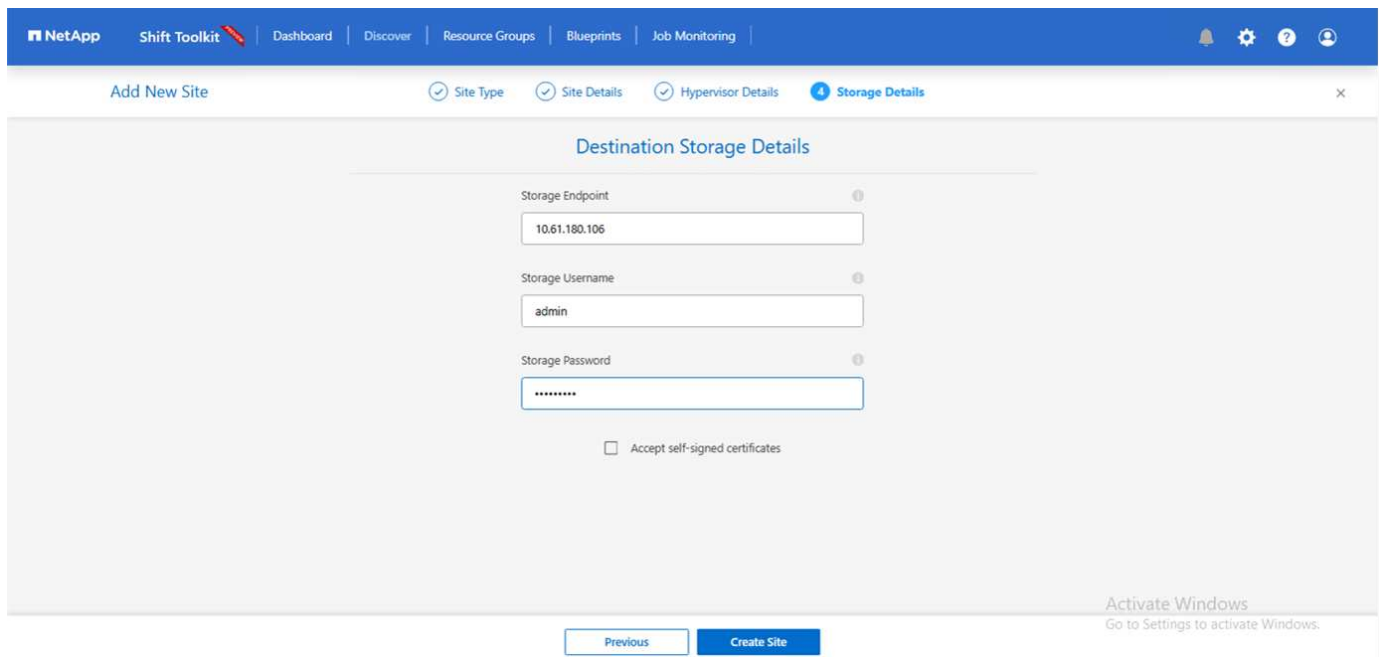 NetApp Shift Toolkit Dashboard Discover Resource Groups Blueprints Job Monitoring ?
Add New Site Site Type Site Details Hypervisor Details 4 Storage Details
Destination Storage Details
Storage Endpoint
10.61.180.106
Storage Username
admin
Storage Password
•••••••••
Accept self-signed certificates
Activate Windows
Go to Settings to activate Windows.
Previous Create Site